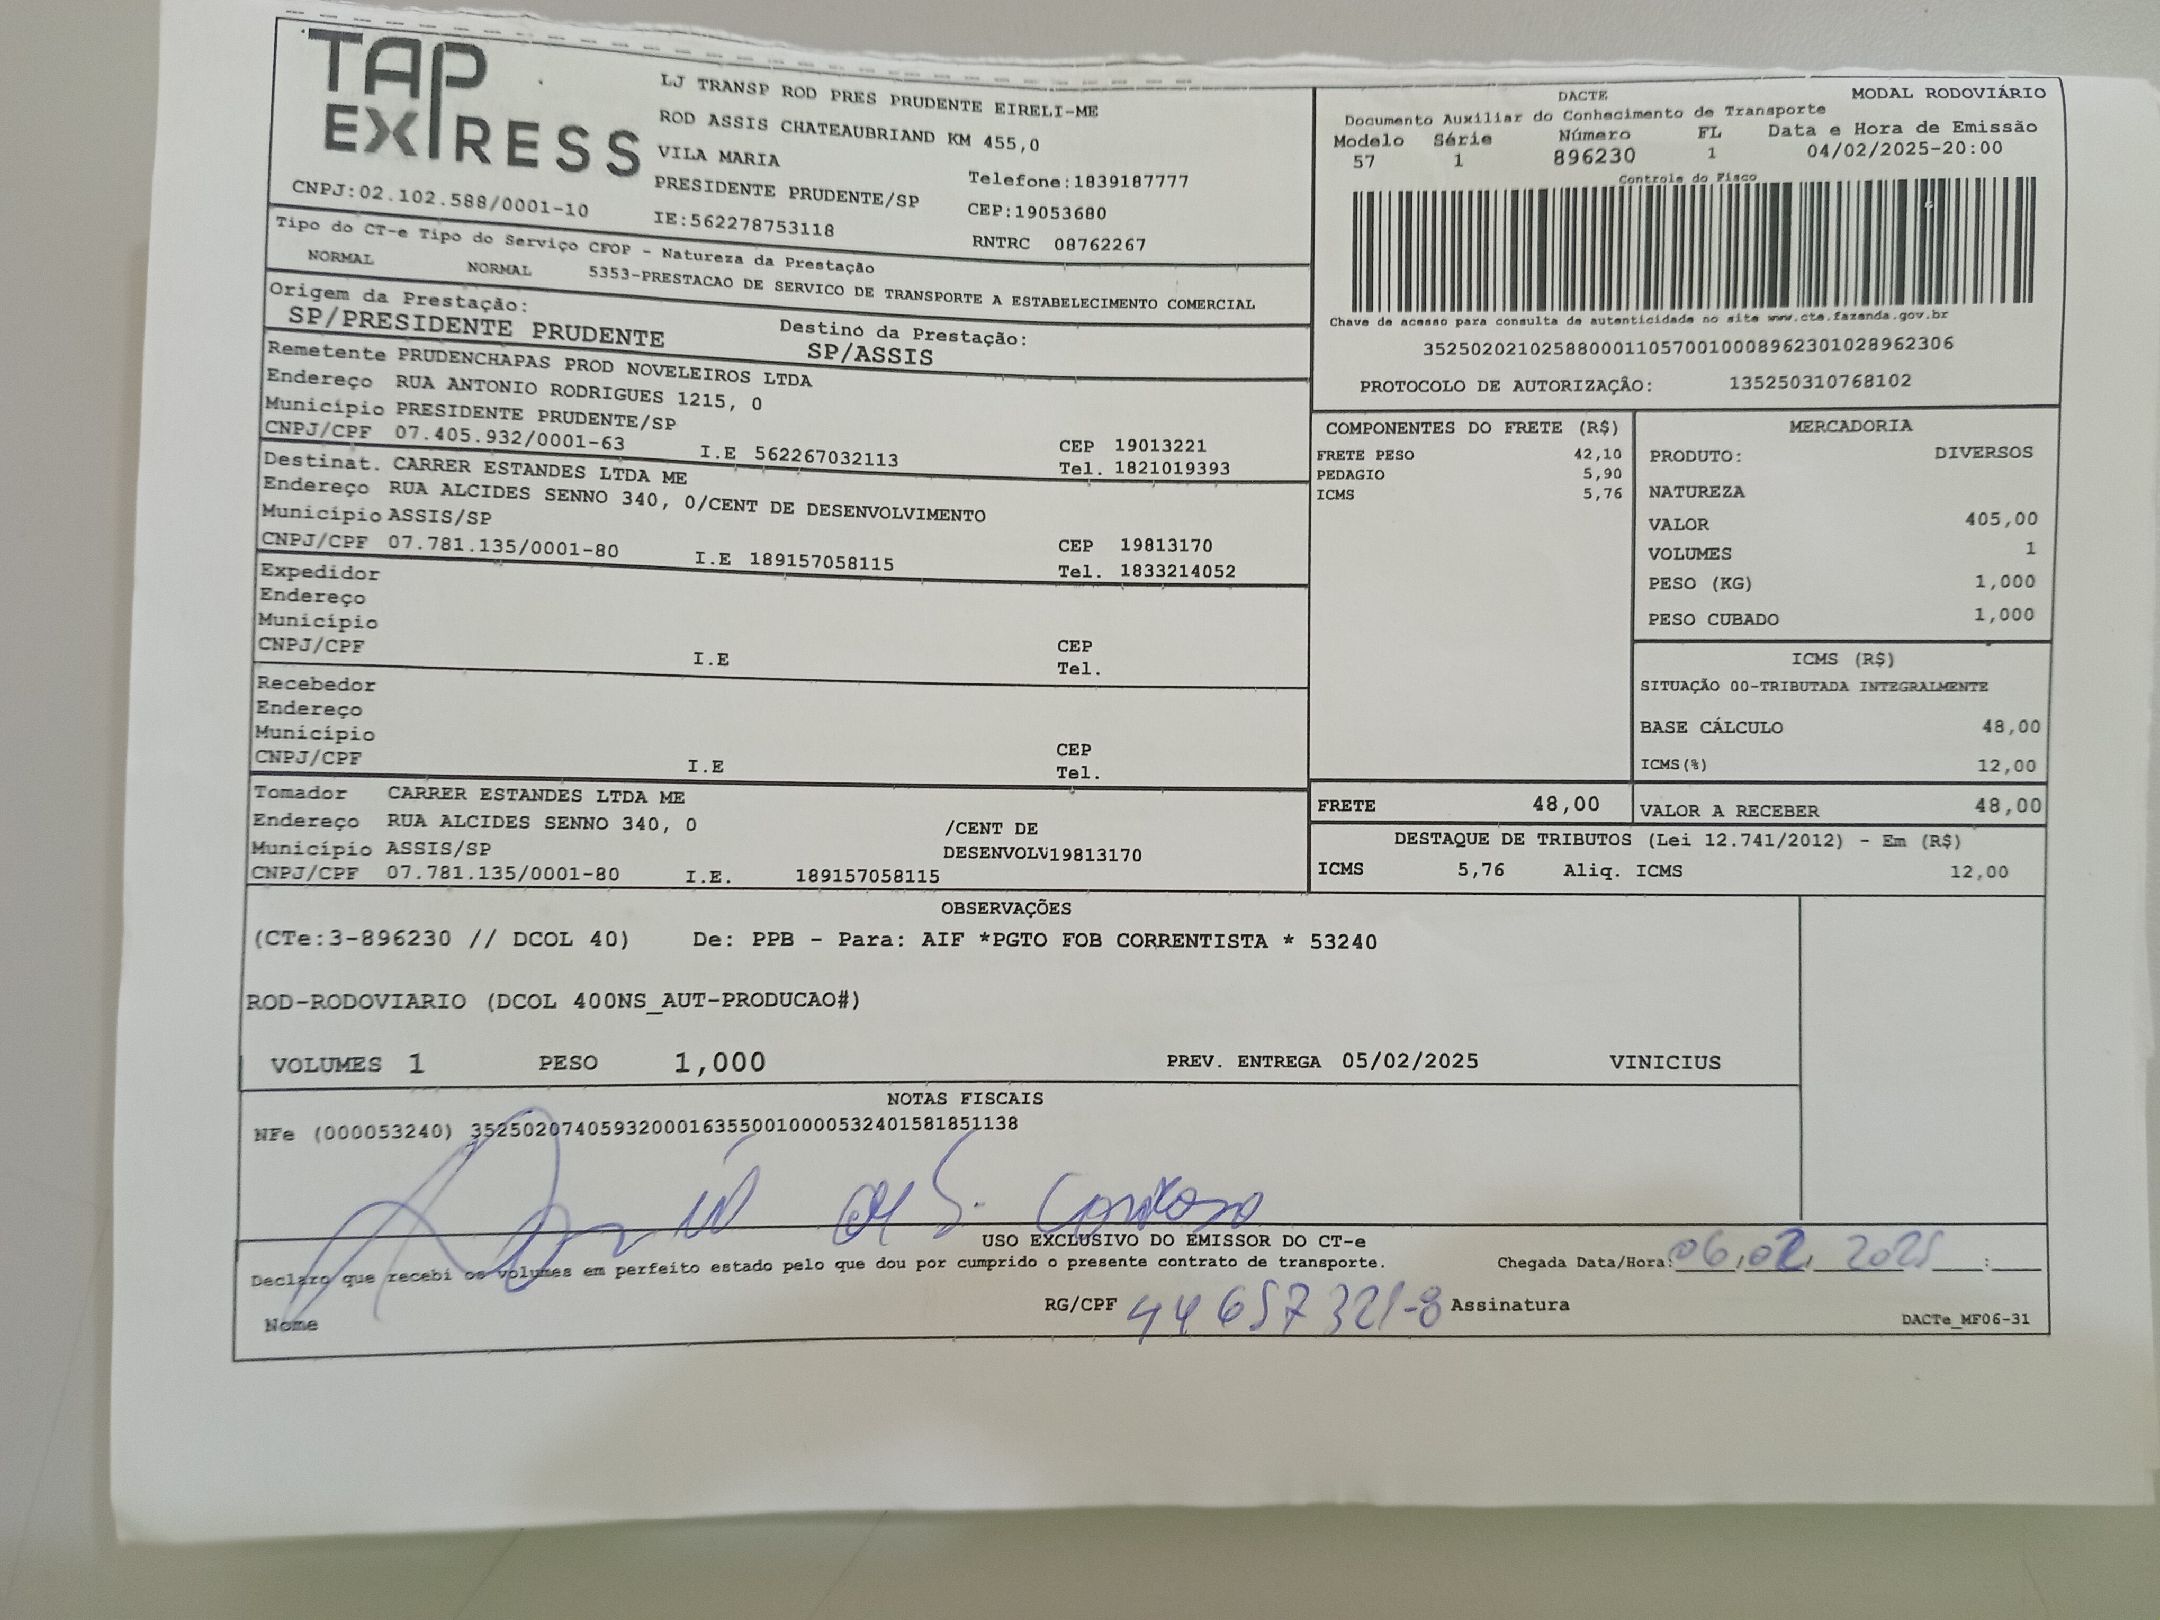 TAP
EXPRESS
CNPJ:02.102.588/0001-10
LJ TRANSP ROD PRES PRUDENTE EIRELI-ME
ROD ASSIS CHATEAUBRIAND KM 455,0
VILA MARIA
Telefone:1839187777
PRESIDENTE PRUDENTE/SP
CEP:19053680
IE:562278753118
RNTRC 08762267
DACTE MODAL RODOVIÁRIO
Documento Auxiliar do Conhecimento de Transporte
Modelo Série Número FL Data e Hora de Emissão
57 1 896230 1 04/02/2025-20:00
Controle do Fisco
Chave de acesso para consulta de autenticidade no site www.cte.fazenda.gov.br
35250202102588000110570010008962301028962306
PROTOCOLO DE AUTORIZAÇÃO: 135250310768102
Tipo do CT-e Tipo do Serviço CFOP - Natureza da Prestação
NORMAL NORMAL 5353-PRESTACAO DE SERVICO DE TRANSPORTE A ESTABELECIMENTO COMERCIAL
Origem da Prestação: Destino da Prestação:
SP/PRESIDENTE PRUDENTE SP/ASSIS
Remetente PRUDENCHAPAS PROD NOVELEIROS LTDA
Endereço RUA ANTONIO RODRIGUES 1215, 0
Município PRESIDENTE PRUDENTE/SP CEP 19013221
CNPJ/CPF 07.405.932/0001-63 I.E 562267032113 Tel. 1821019393
Destinat. CARRER ESTANDES LTDA ME
Endereço RUA ALCIDES SENNO 340, 0/CENT DE DESENVOLVIMENTO
Município ASSIS/SP CEP 19813170
CNPJ/CPF 07.781.135/0001-80 I.E 189157058115 Tel. 1833214052
Expedidor
Endereço
Município CEP
CNPJ/CPF I.E Tel.
Recebedor
Endereço
Município CEP
CNPJ/CPF I.E Tel.
Tomador CARRER ESTANDES LTDA ME
Endereço RUA ALCIDES SENNO 340, 0 /CENT DE
Município ASSIS/SP DESENVOLV19813170
CNPJ/CPF 07.781.135/0001-80 I.E. 189157058115
COMPONENTES DO FRETE (R$)
FRETE PESO 42,10
PEDAGIO 5,90
ICMS 5,76
FRETE 48,00
MERCADORIA
PRODUTO: DIVERSOS
NATUREZA
VALOR 405,00
VOLUMES 1
PESO (KG) 1,000
PESO CUBADO 1,000
ICMS (R$)
SITUAÇÃO 00-TRIBUTADA INTEGRALMENTE
BASE CÁLCULO 48,00
ICMS(%) 12,00
VALOR A RECEBER 48,00
DESTAQUE DE TRIBUTOS (Lei 12.741/2012) - Em (R$)
ICMS 5,76 Aliq. ICMS 12,00
OBSERVAÇÕES
(CTe:3-896230 // DCOL 40) De: PPB - Para: AIF *PGTO FOB CORRENTISTA * 53240
ROD-RODOVIARIO (DCOL 400NS_AUT-PRODUCAO#)
VOLUMES 1 PESO 1,000 PREV. ENTREGA 05/02/2025 VINICIUS
NOTAS FISCAIS
NFe (000053240) 35250207405932000163550010000532401581851138
USO EXCLUSIVO DO EMISSOR DO CT-e
Declaro que recebi os volumes em perfeito estado pelo que dou por cumprido o presente contrato de transporte. Chegada Data/Hora: 06,02, 2025 :
Nome RG/CPF 44657321-8 Assinatura
DACTe_MF06-31